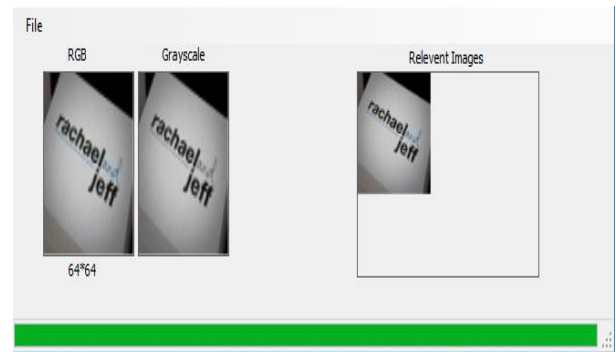 File
RGB Grayscale Relevent Images
rachael
jeff
rachael
jeff
rachael
jeff
64*64